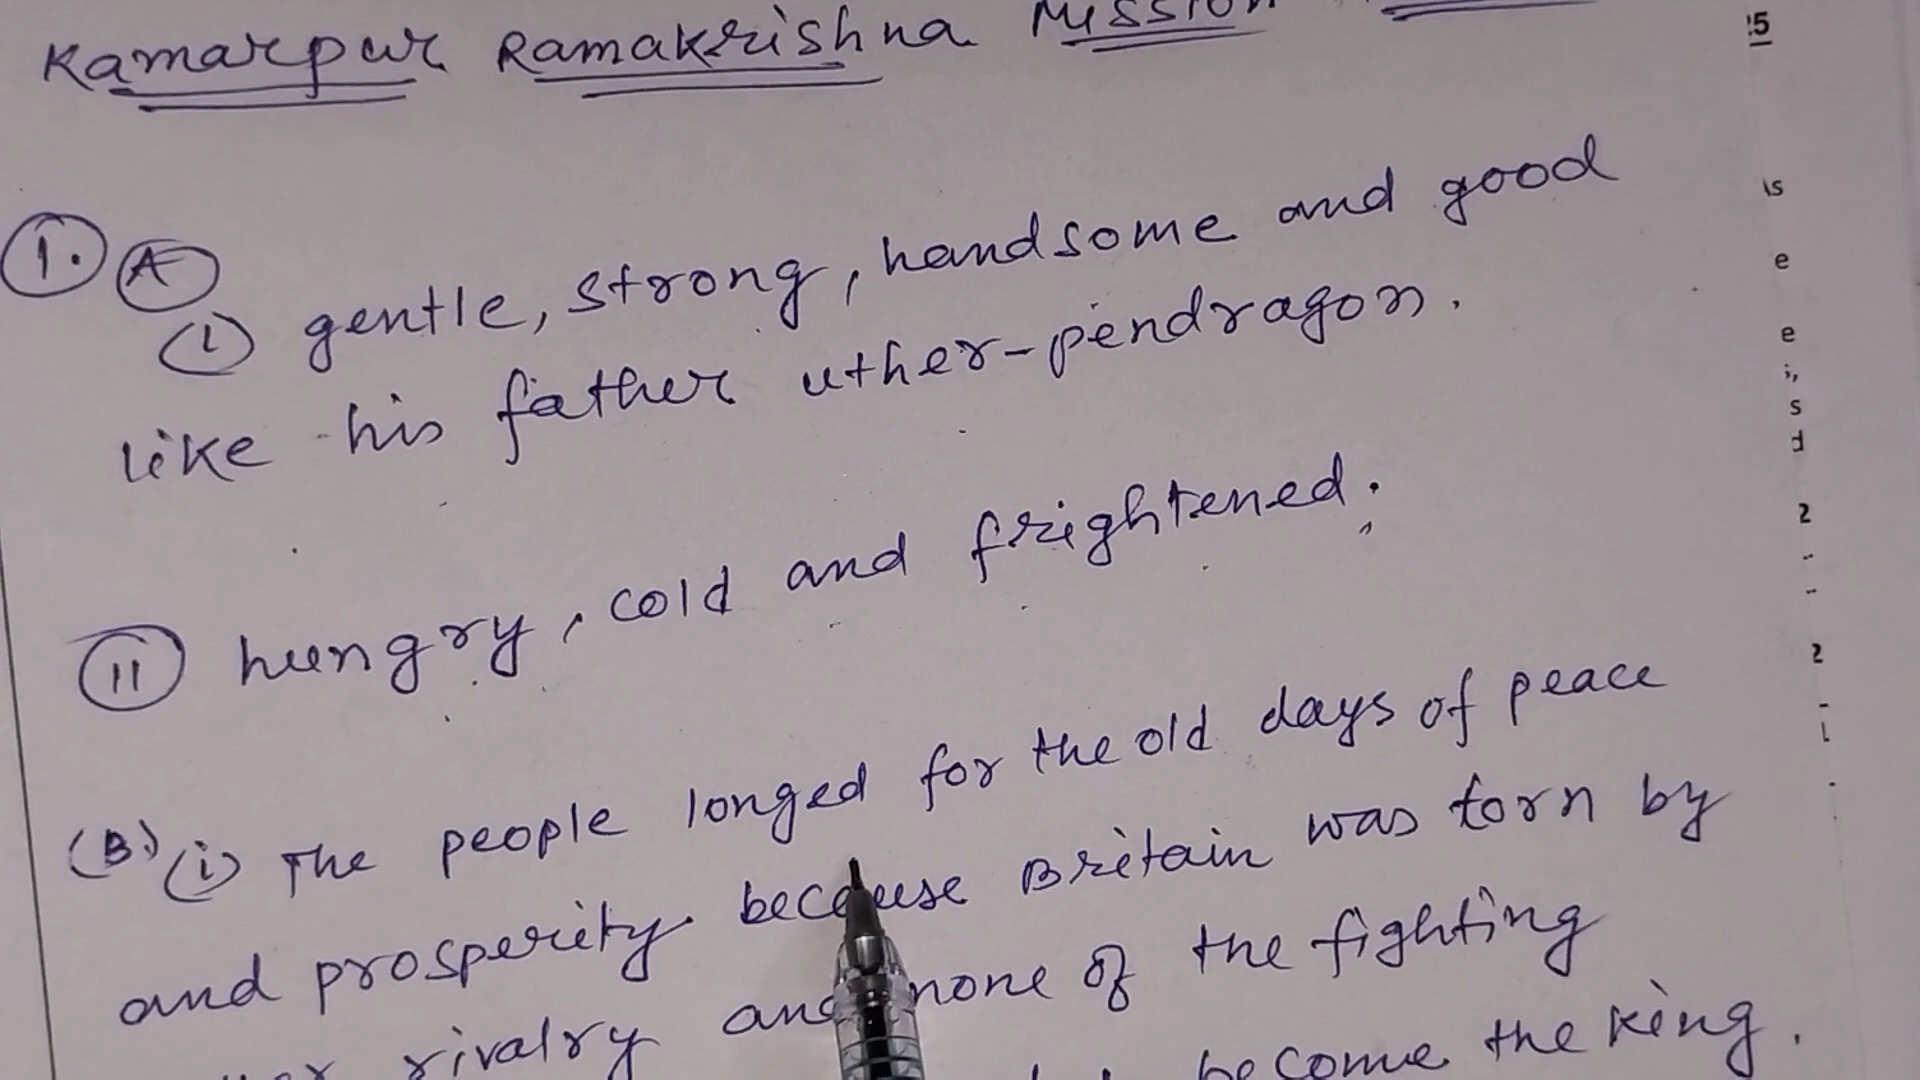 Kamarpur Ramakrishna Mission
1. A
(i) gentle, strong, handsome and good
like his father uther-pendragon.
(II) hungry, cold and frightened.
(B) (i) The people longed for the old days of peace
and prosperity because Britain was torn by
rivalry and none of the fighting
become the king.